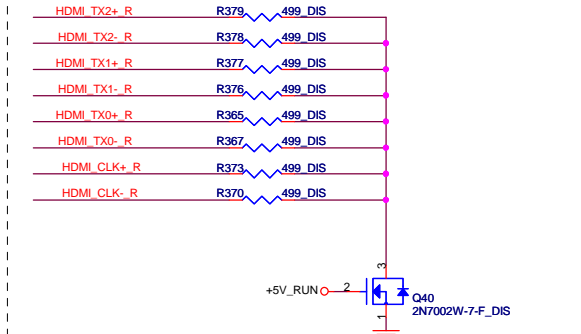 HDMI_TX2+_R R379 499_DIS
HDMI_TX2-_R R378 499_DIS
HDMI_TX1+_R R377 499_DIS
HDMI_TX1-_R R376 499_DIS
HDMI_TX0+_R R365 499_DIS
HDMI_TX0-_R R367 499_DIS
HDMI_CLK+_R R373 499_DIS
HDMI_CLK-_R R370 499_DIS
3
+5V_RUN 2
Q40
2N7002W-7-F_DIS
1